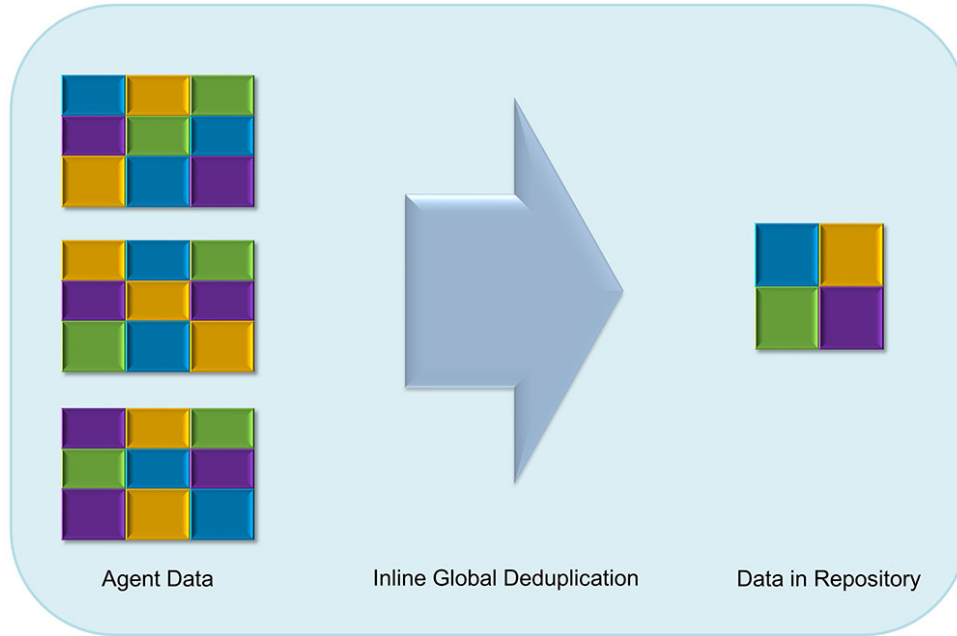 Agent Data
Inline Global Deduplication
Data in Repository